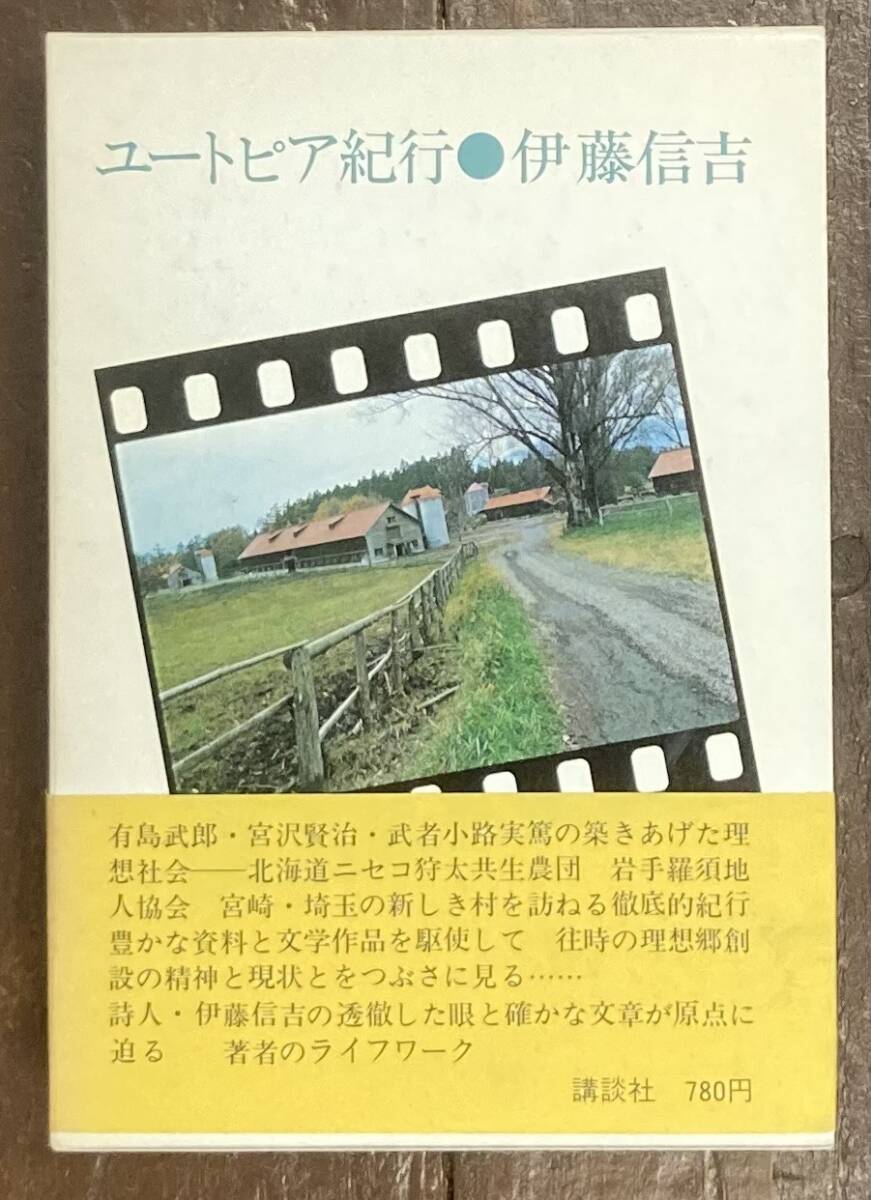 ユートピア紀行●伊藤信吉
有島武郎・宮沢賢治・武者小路実篤の築きあげた理
想社会――北海道ニセコ狩太共生農団　岩手羅須地
人協会　宮崎・埼玉の新しき村を訪ねる徹底的紀行
豊かな資料と文学作品を駆使して　往時の理想郷創
設の精神と現状とをつぶさに見る……
詩人・伊藤信吉の透徹した眼と確かな文章が原点に
迫る　　著者のライフワーク
講談社　780円